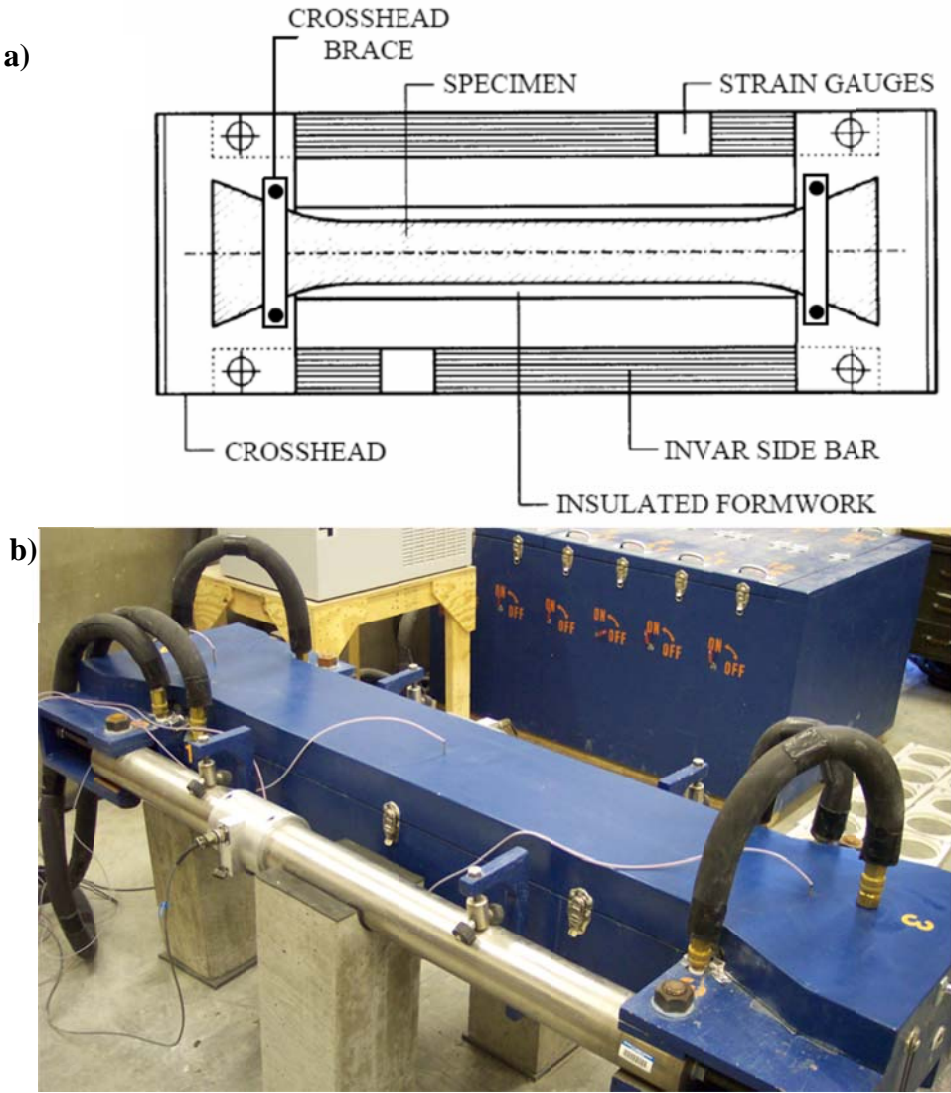 a)
CROSSHEAD
BRACE
SPECIMEN
STRAIN GAUGES
CROSSHEAD
INVAR SIDE BAR
INSULATED FORMWORK
b)
ON
OFF
ON
OFF
ON
OFF
ON
OFF
ON
OFF
3